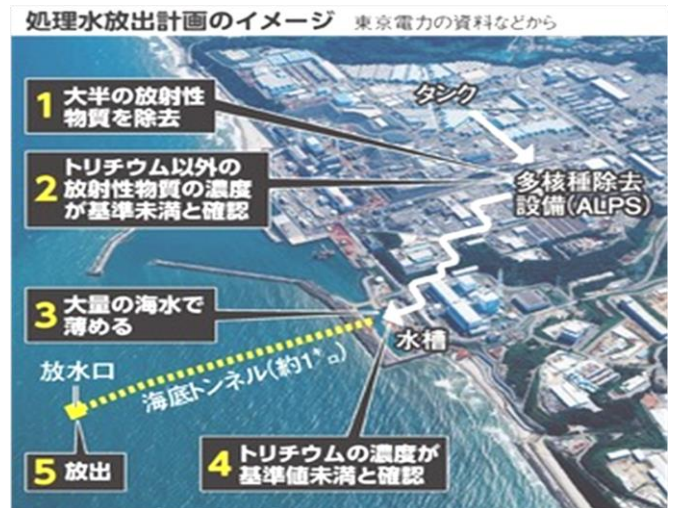 処理水放出計画のイメージ 東京電力の資料などから
1 大半の放射性
物質を除去
タンク
2 トリチウム以外の
放射性物質の濃度
が基準未満と確認
多核種除去
設備(ALPS)
3 大量の海水で
薄める
水槽
放水口
海底トンネル(約1㌔)
5 放出
4 トリチウムの濃度が
基準値未満と確認